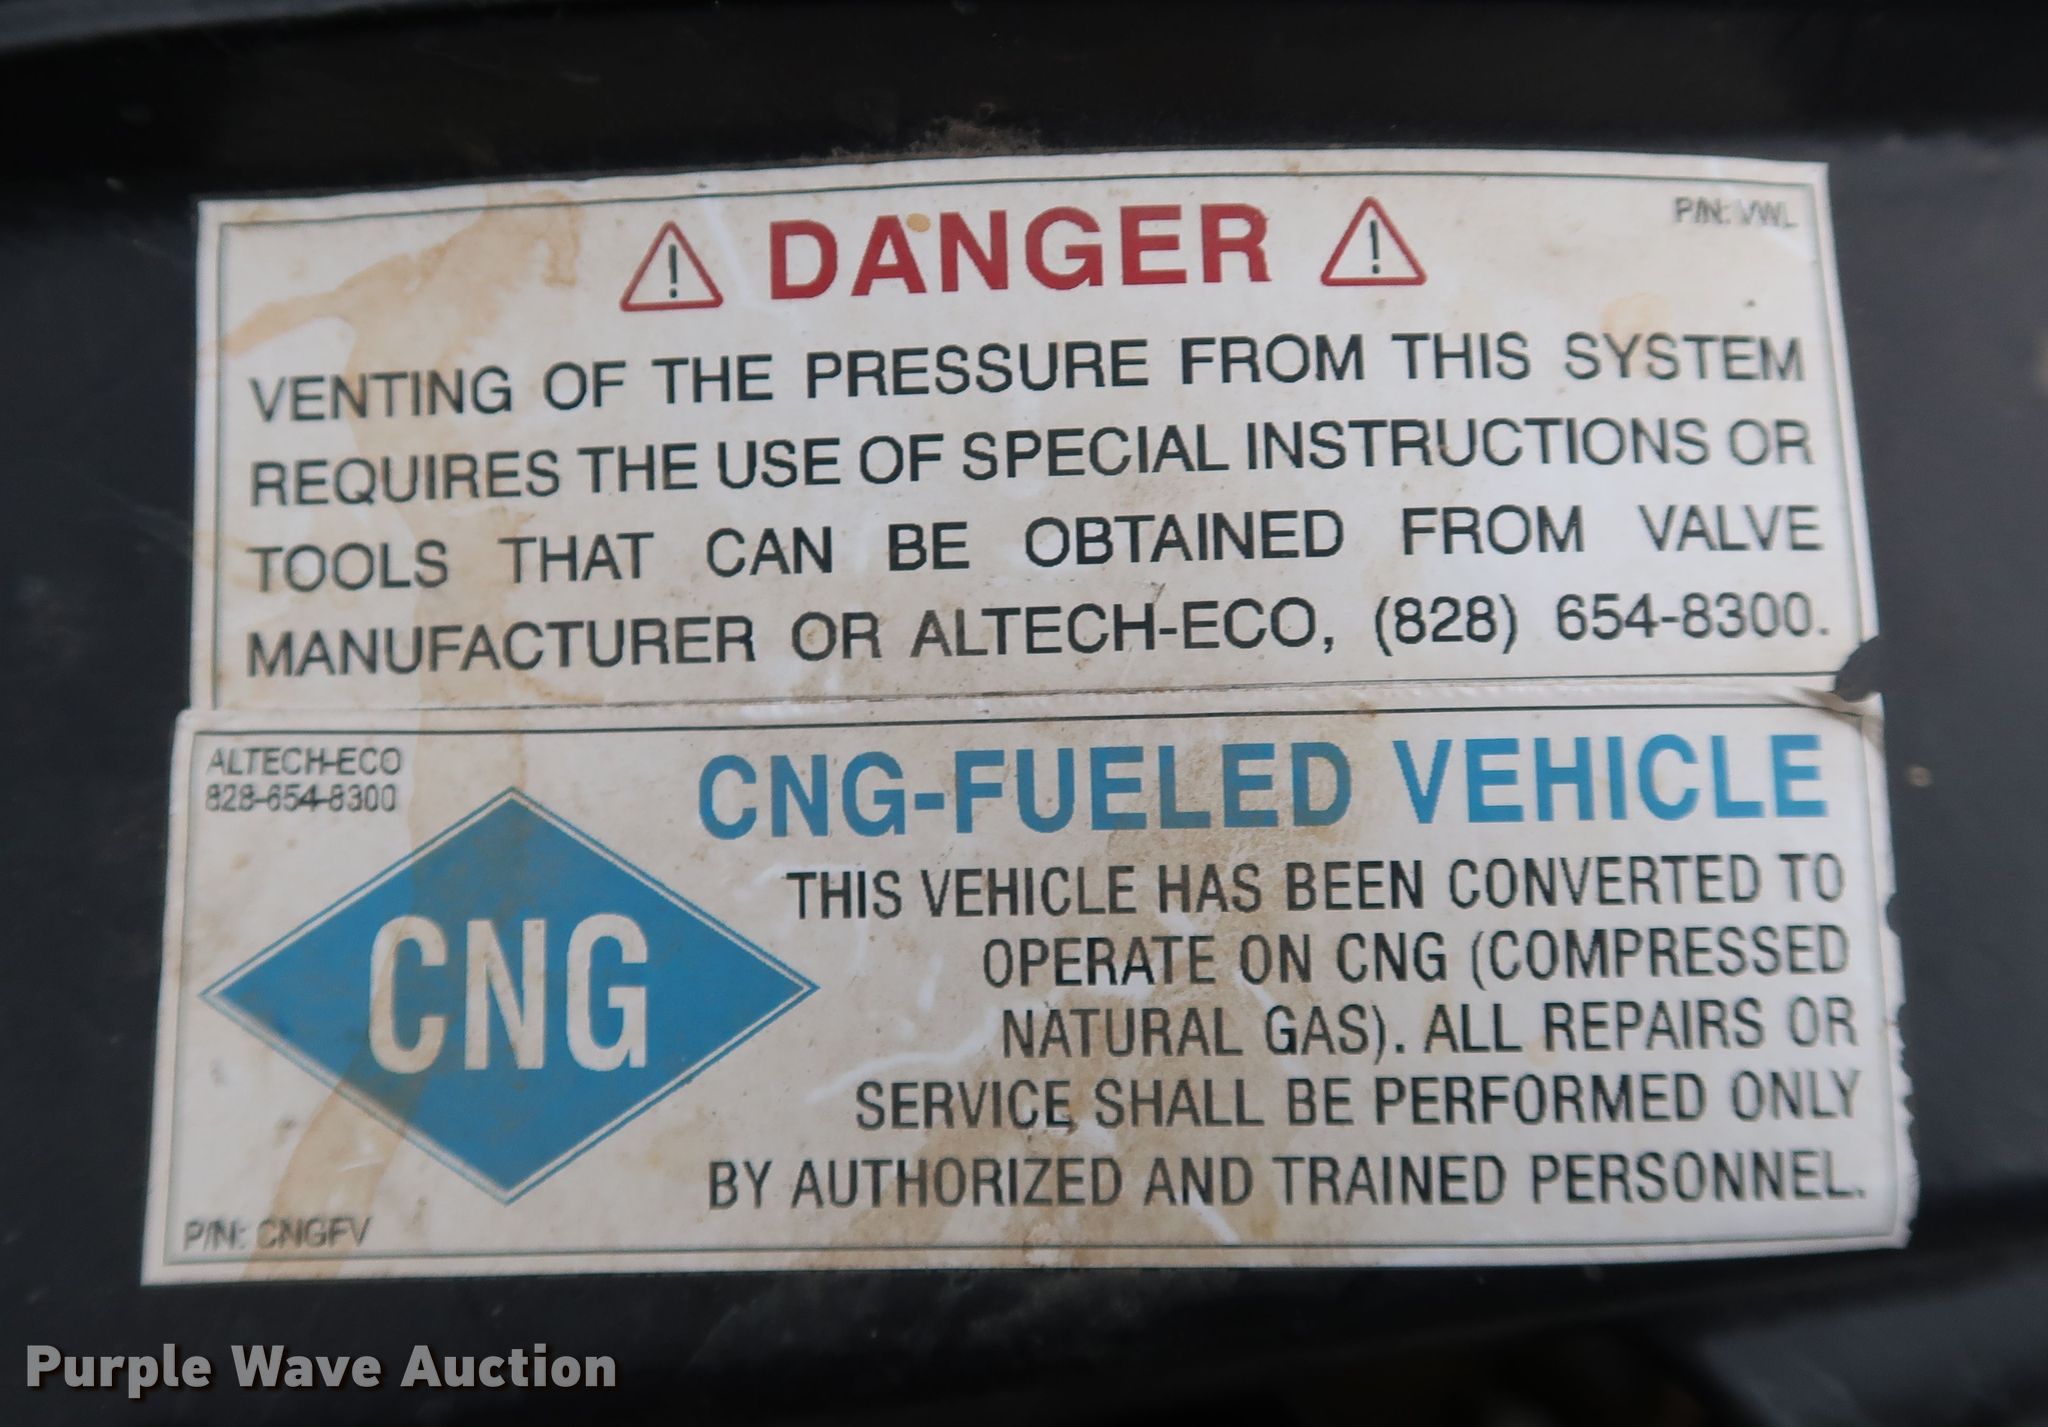 DANGER
P/N: VWL
VENTING OF THE PRESSURE FROM THIS SYSTEM
REQUIRES THE USE OF SPECIAL INSTRUCTIONS OR
TOOLS THAT CAN BE OBTAINED FROM VALVE
MANUFACTURER OR ALTECH-ECO, (828) 654-8300.
ALTECH-ECO
828-654-8300
CNG
P/N: CNGFV
CNG-FUELED VEHICLE
THIS VEHICLE HAS BEEN CONVERTED TO
OPERATE ON CNG (COMPRESSED
NATURAL GAS). ALL REPAIRS OR
SERVICE SHALL BE PERFORMED ONLY
BY AUTHORIZED AND TRAINED PERSONNEL.
Purple Wave Auction